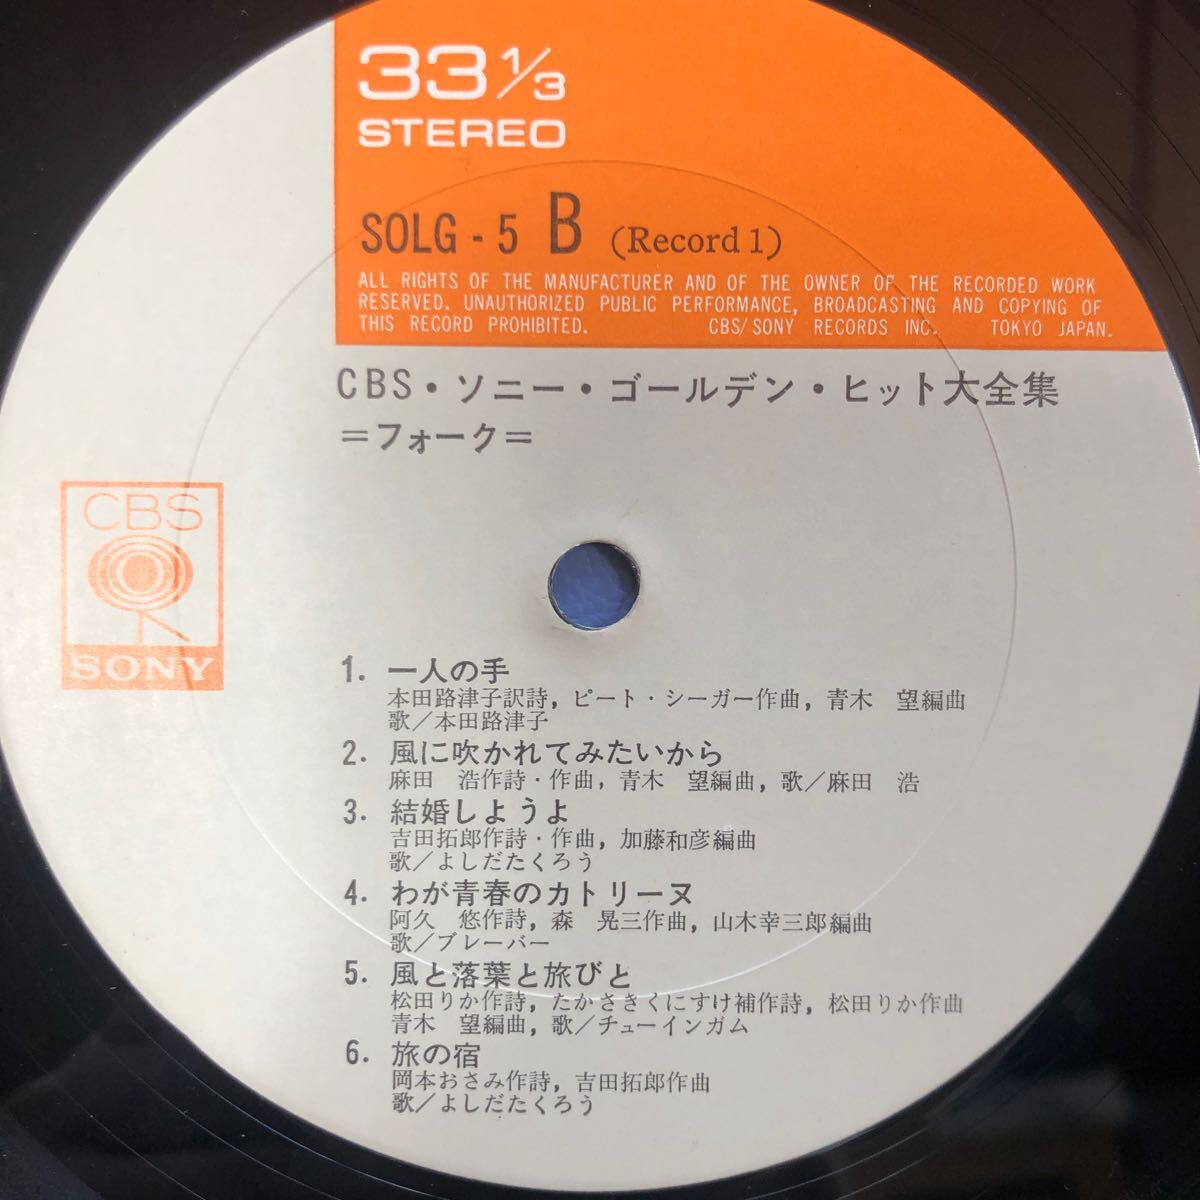 33 1/3
STEREO
SOLG - 5 B (Record 1)
ALL RIGHTS OF THE MANUFACTURER AND OF THE OWNER OF THE RECORDED WORK
RESERVED. UNAUTHORIZED PUBLIC PERFORMANCE, BROADCASTING AND COPYING OF
THIS RECORD PROHIBITED. CBS/SONY RECORDS INC. TOKYO JAPAN.
CBS・ソニー・ゴールデン・ヒット大全集
=フォーク=
CBS
SONY
1. 一人の手
本田路津子訳詩, ピート・シーガー作曲, 青木 望編曲
歌/本田路津子
2. 風に吹かれてみたいから
麻田 浩作詩・作曲, 青木 望編曲, 歌/麻田 浩
3. 結婚しようよ
吉田拓郎作詩・作曲, 加藤和彦編曲
歌/よしだたくろう
4. わが青春のカトリーヌ
阿久 悠作詩, 森 晃三作曲, 山木幸三郎編曲
歌/ブレーバー
5. 風と落葉と旅びと
松田りか作詩, たかさきくにすけ補作詩, 松田りか作曲
青木 望編曲, 歌/チューインガム
6. 旅の宿
岡本おさみ作詩, 吉田拓郎作曲
歌/よしだたくろう